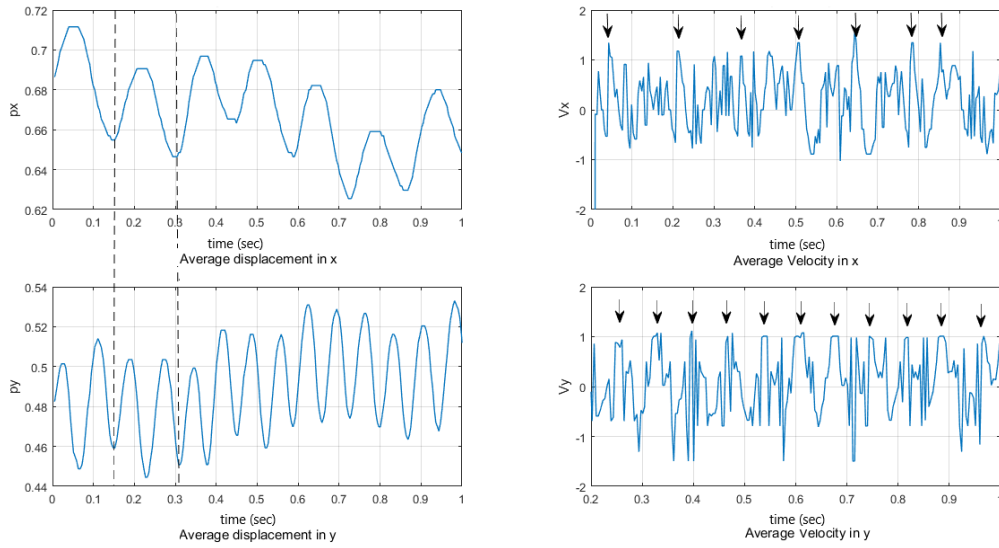 0.72
0.7
0.68
0.66
0.64
0.62
px
0 0.1 0.2 0.3 0.4 0.5 0.6 0.7 0.8 0.9 1
time (sec)
Average displacement in x
2
1
0
-1
-2
Vx
0 0.1 0.2 0.3 0.4 0.5 0.6 0.7 0.8 0.9 1
time (sec)
Average Velocity in x
0.54
0.52
0.5
0.48
0.46
0.44
py
0 0.1 0.2 0.3 0.4 0.5 0.6 0.7 0.8 0.9 1
time (sec)
Average displacement in y
2
1
0
-1
-2
Vy
0.2 0.3 0.4 0.5 0.6 0.7 0.8 0.9
time (sec)
Average Velocity in y